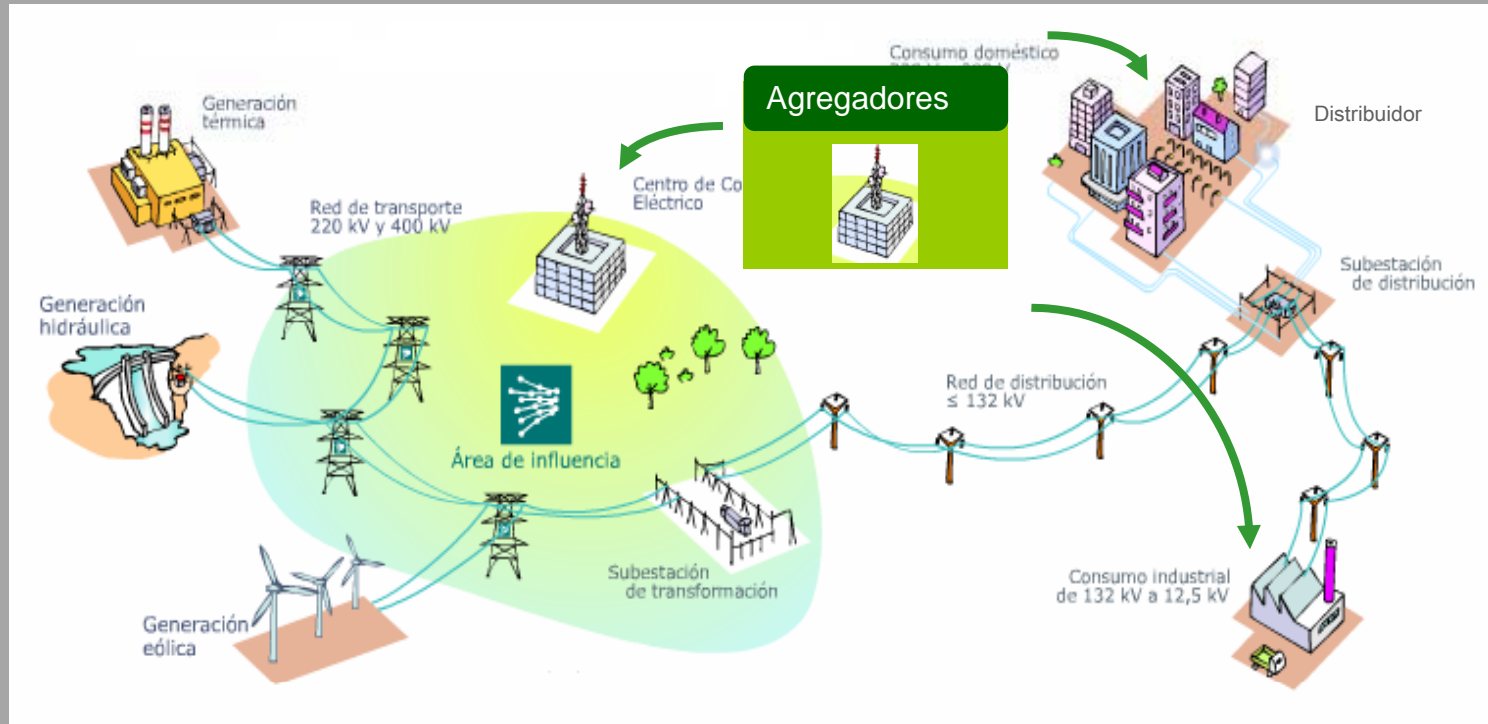 Consumo doméstico
Agregadores
Generación
térmica
Distribuidor
Centro de Co
Eléctrico
Red de transporte
220 kV y 400 kV
Subestación
de distribución
Generación
hidráulica
Red de distribución
≤ 132 kV
Área de influencia
Subestación
de transformación
Consumo industrial
de 132 kV a 12,5 kV
Generación
eólica